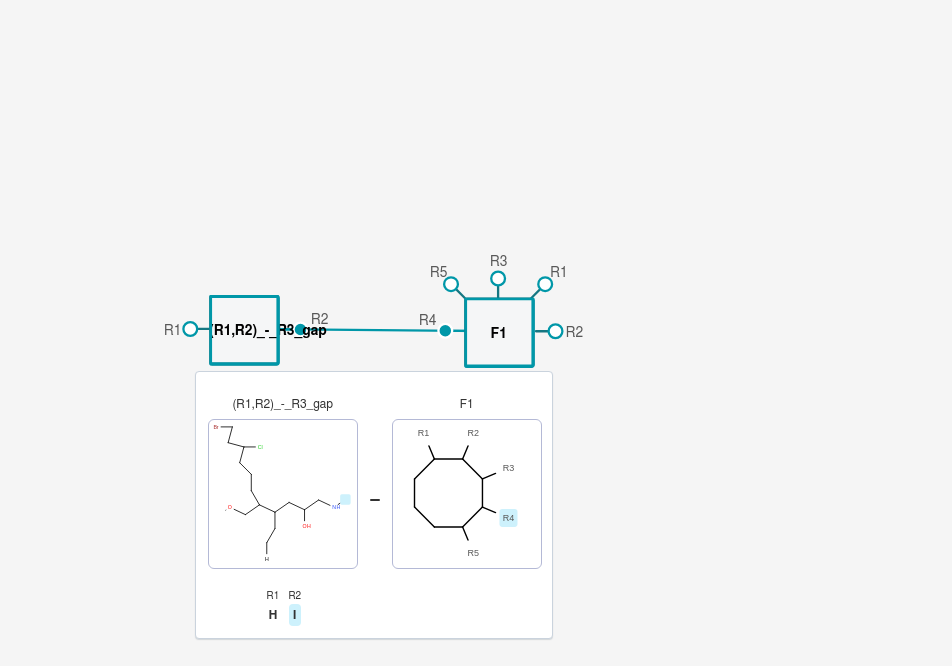 R3
R5
R1
R2
R4
R1
(R1,R2)_-_R3_gap
F1
R2
(R1,R2)_-_R3_gap
F1
Br
Cl
O
OH
NH
H
–
R1
R2
R3
R4
R5
R1 R2
H I